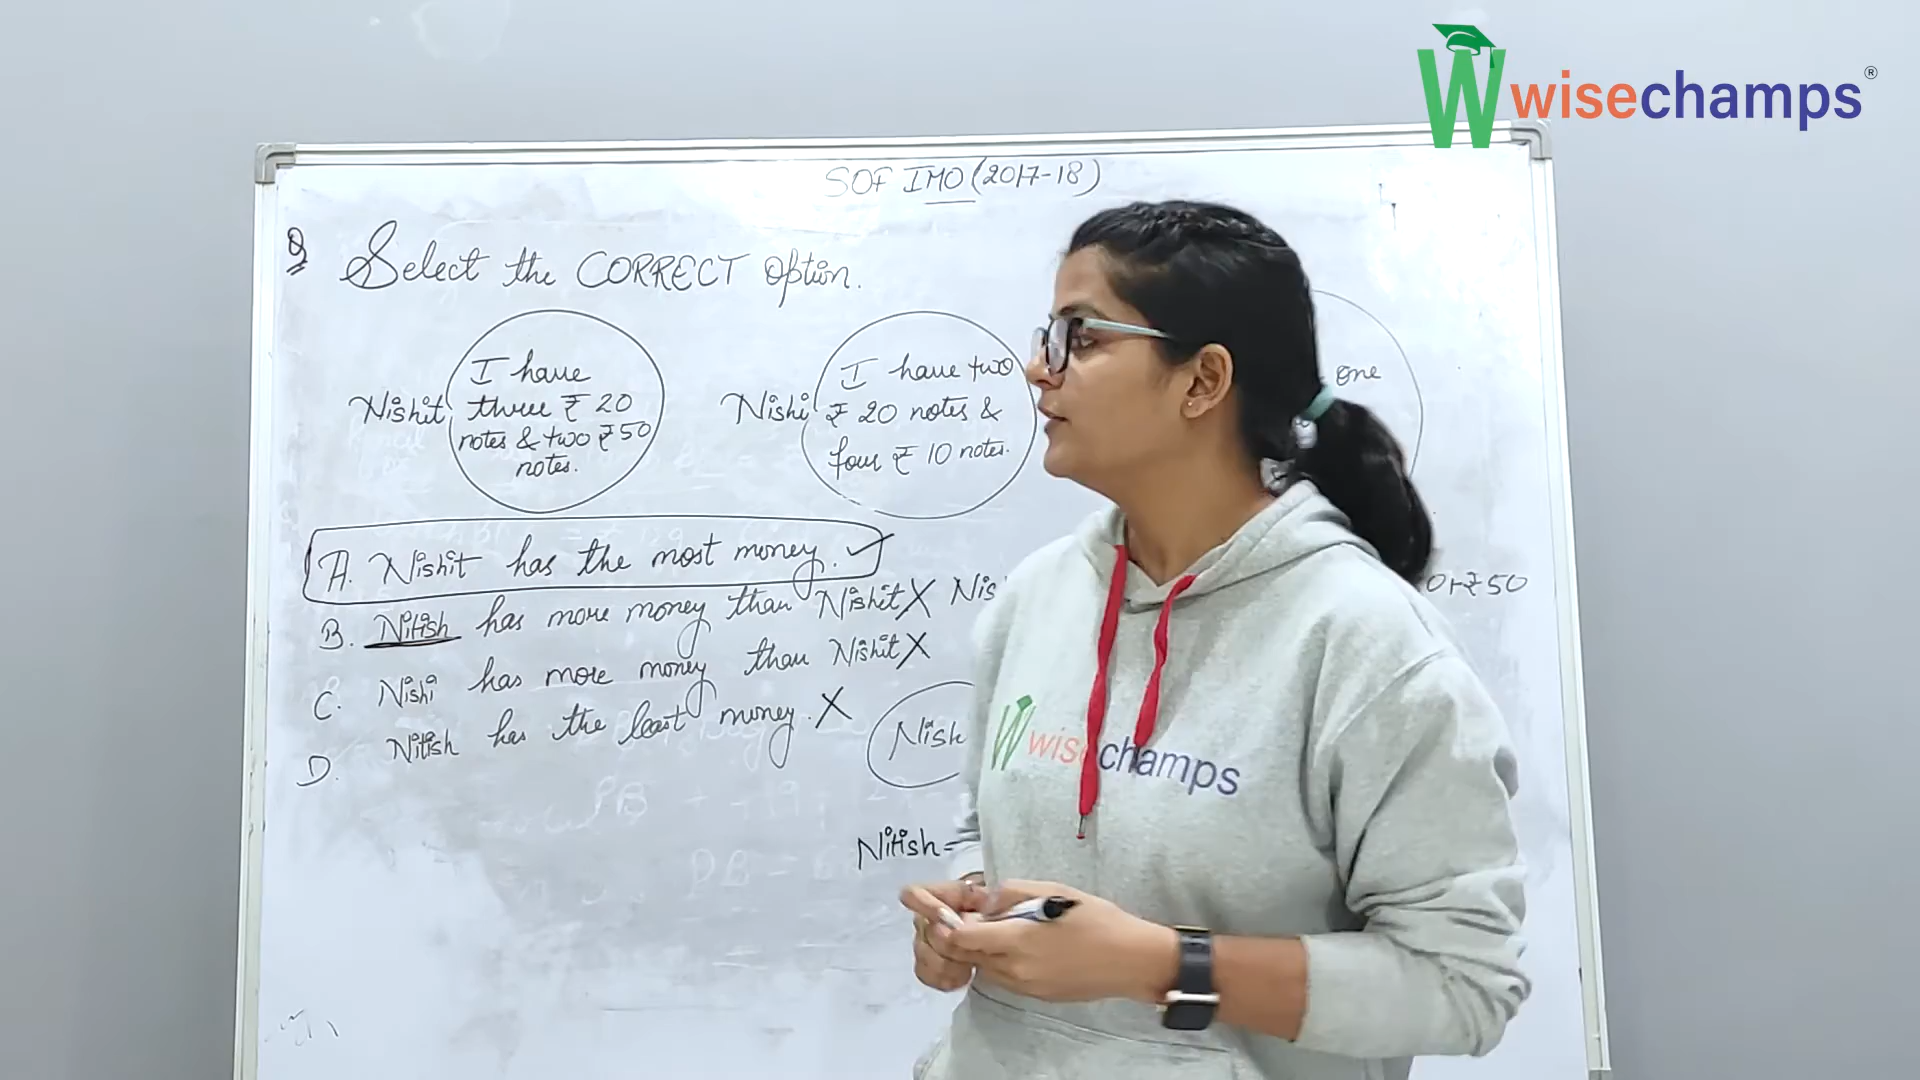 wisechamps®
SOF IMO (2017-18)
Q Select the CORRECT option.
Nishit
I have
three ₹ 20
notes & two ₹50
notes.
Nishi
I have two
₹ 20 notes &
four ₹ 10 notes.
one
A. Nishit has the most money.
B. Nitish has more money than Nishit X
C. Nishi has more money than Nishit X
D. Nitish has the least money. X
₹50
Nitish=
wisechamps